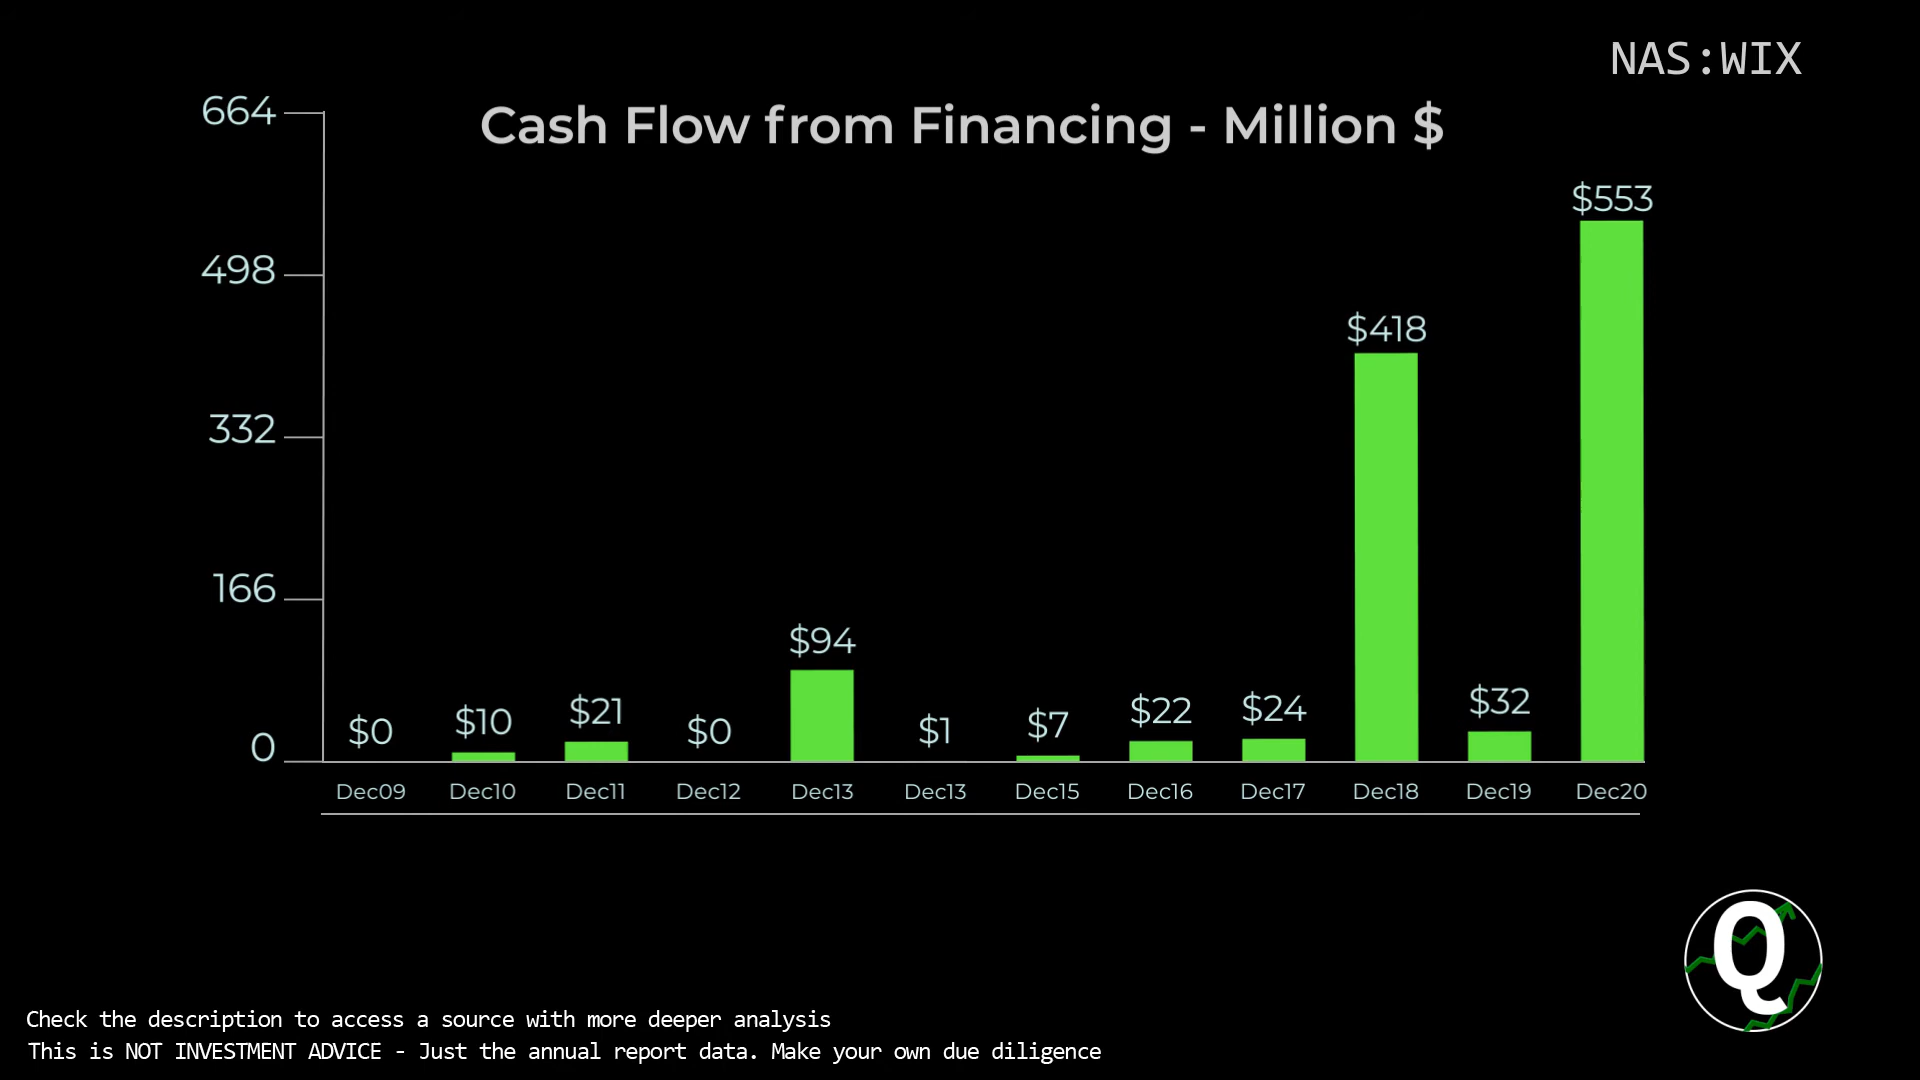 NAS:WIX
Cash Flow from Financing - Million $
664
498
332
166
0
$0 $10 $21 $0 $94 $1 $7 $22 $24 $418 $32 $553
Dec09 Dec10 Dec11 Dec12 Dec13 Dec13 Dec15 Dec16 Dec17 Dec18 Dec19 Dec20
Q
Check the description to access a source with more deeper analysis
This is NOT INVESTMENT ADVICE - Just the annual report data. Make your own due diligence